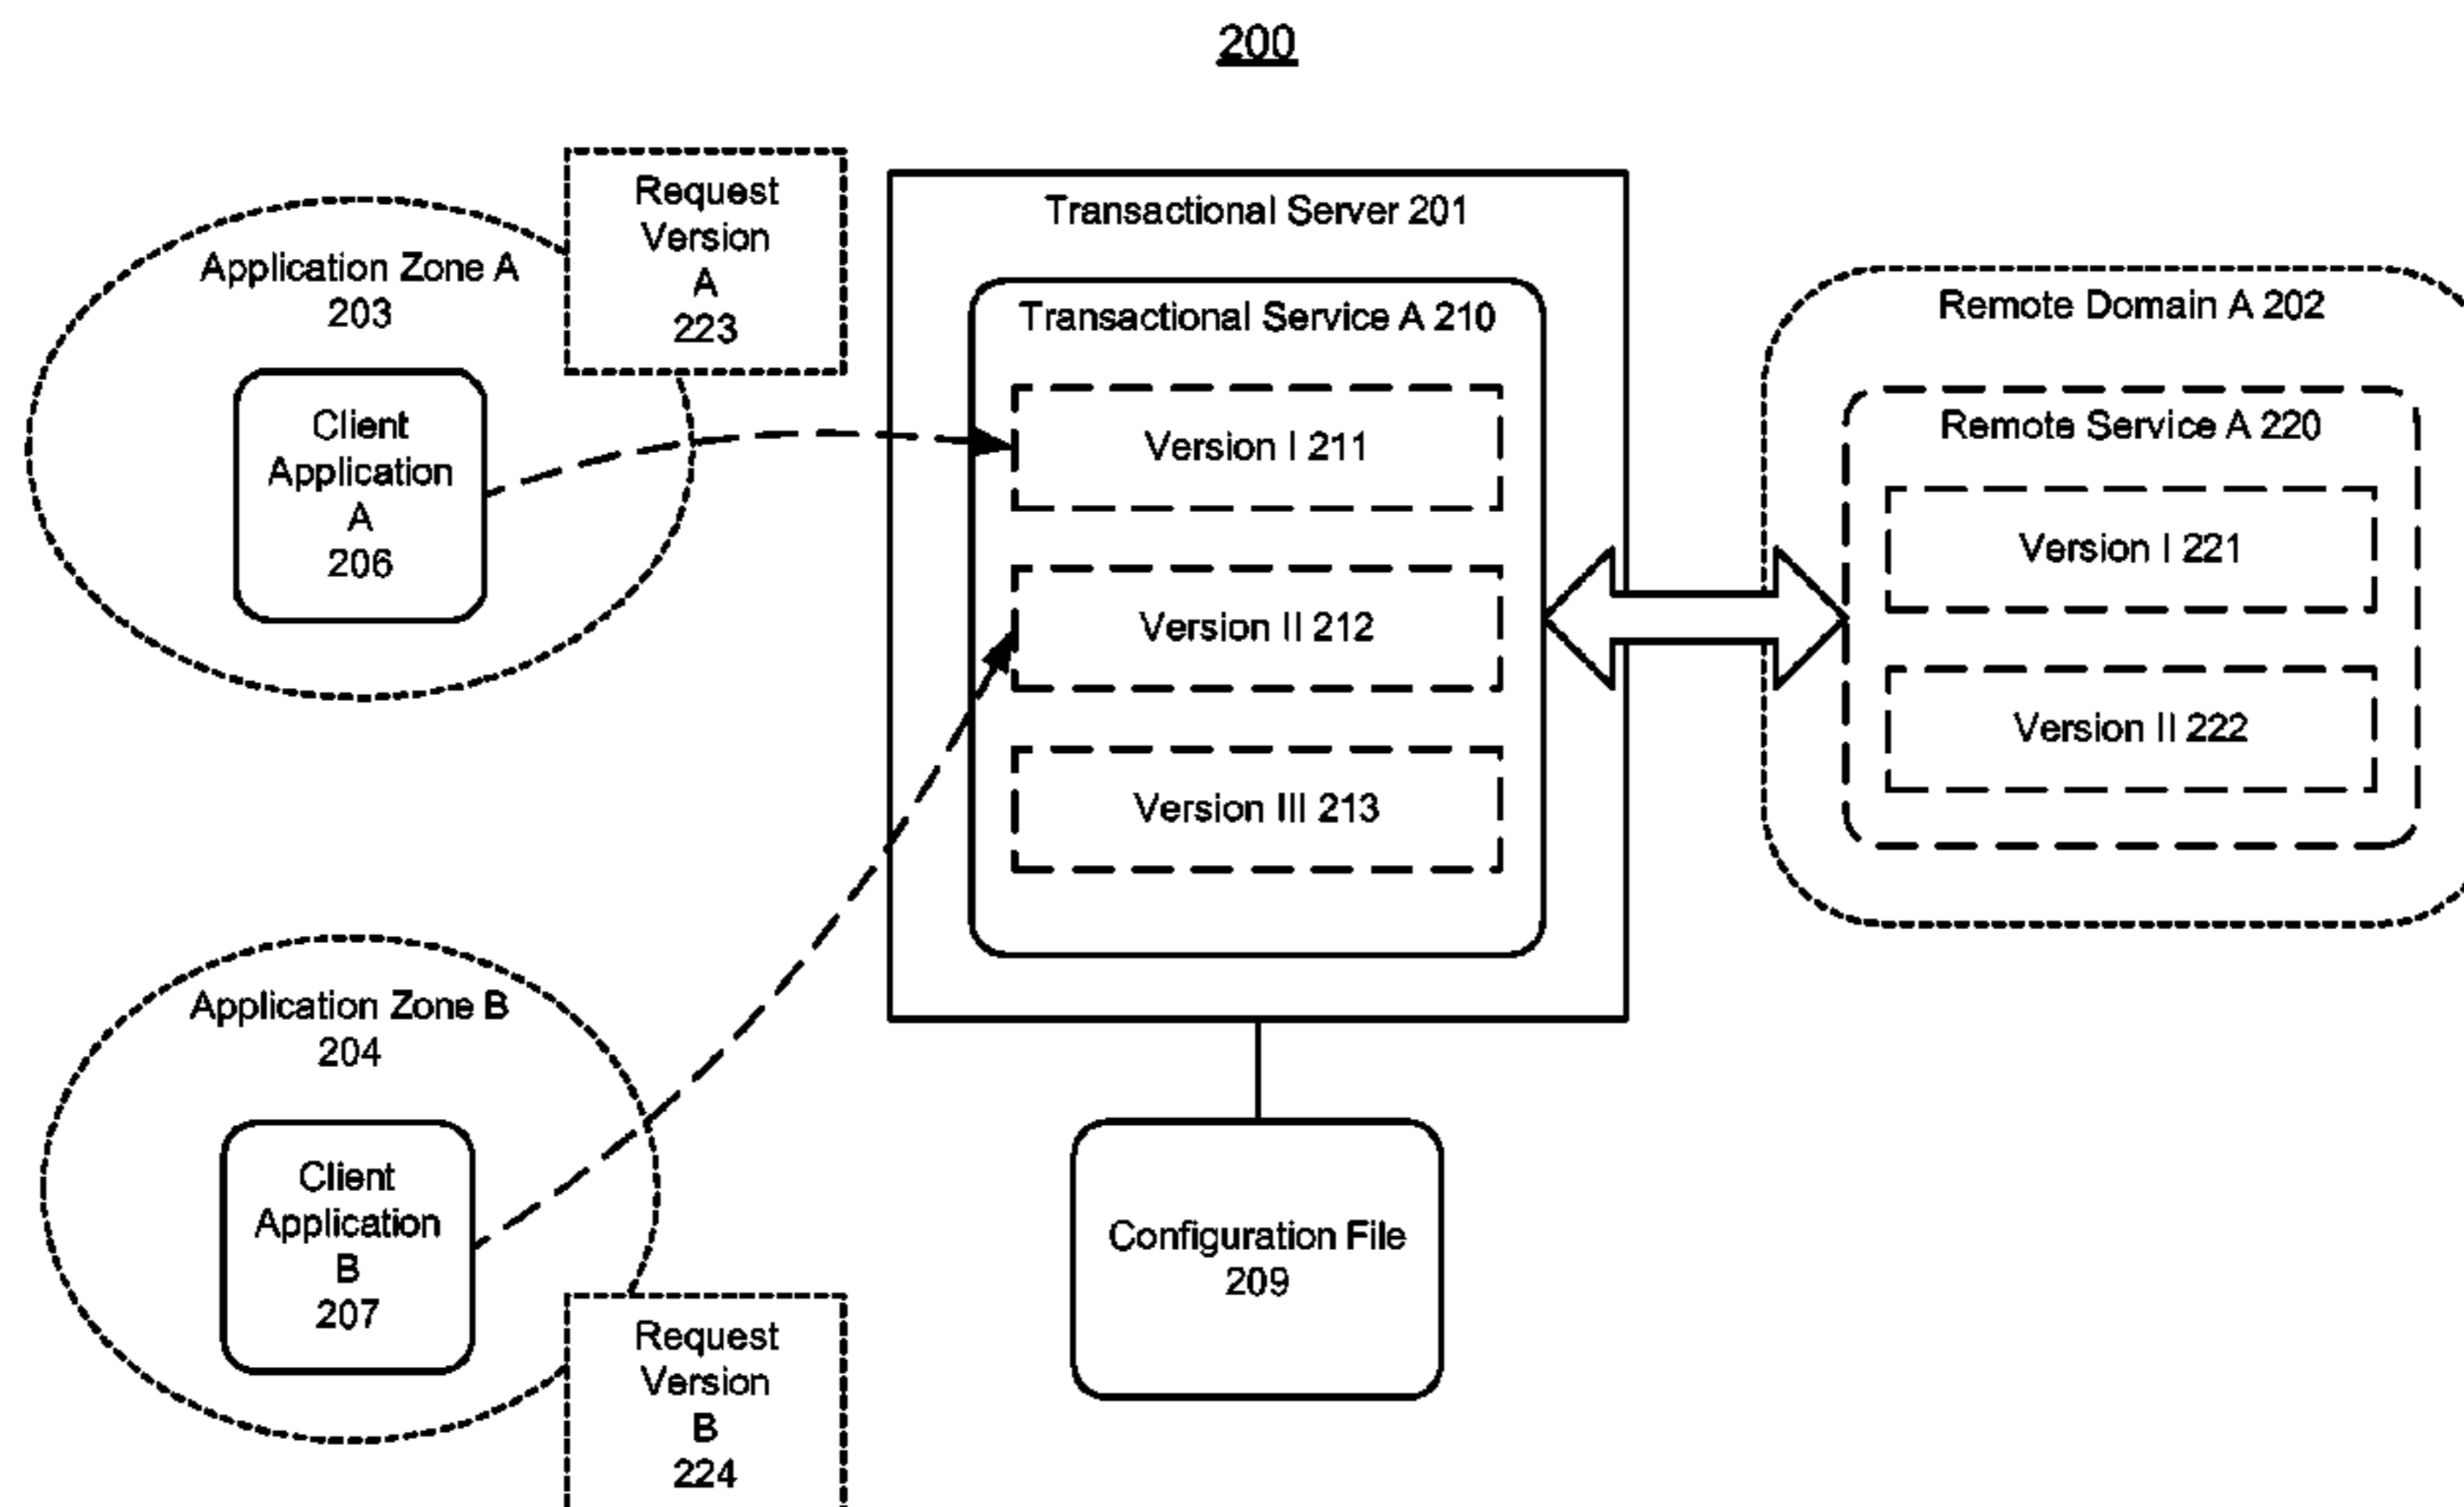 200
Request
Version
A
223
Application Zone A
203
Client
Application
A
206
Transactional Server 201
Transactional Service A 210
Version I 211
Version II 212
Version III 213
Remote Domain A 202
Remote Service A 220
Version I 221
Version II 222
Application Zone B
204
Client
Application
B
207
Request
Version
B
224
Configuration File
209